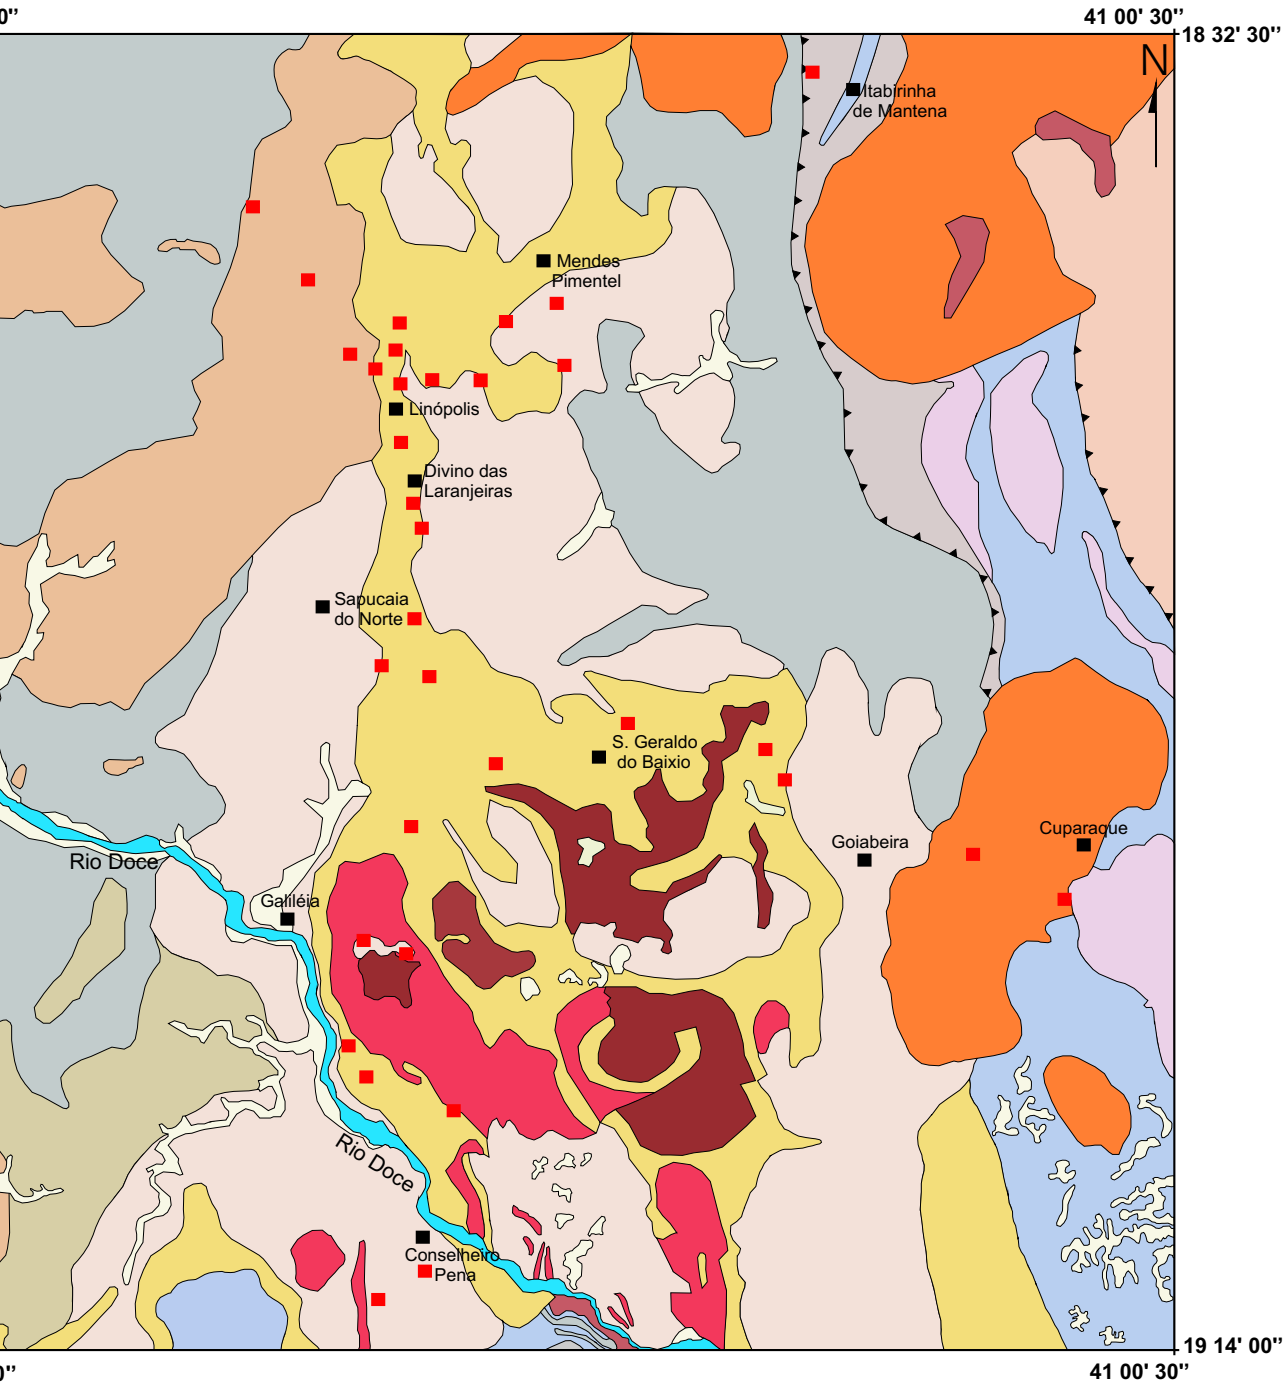 0''
41 00' 30''
18 32' 30''
N
Itabirinha
de Mantena
Mendes
Pimentel
Linópolis
Divino das
Laranjeiras
Sapucaia
do Norte
S. Geraldo
do Baixio
Cuparaque
Goiabeira
Rio Doce
Galiléia
Rio Doce
Conselheiro
Pena
19 14' 00''
0''
41 00' 30''